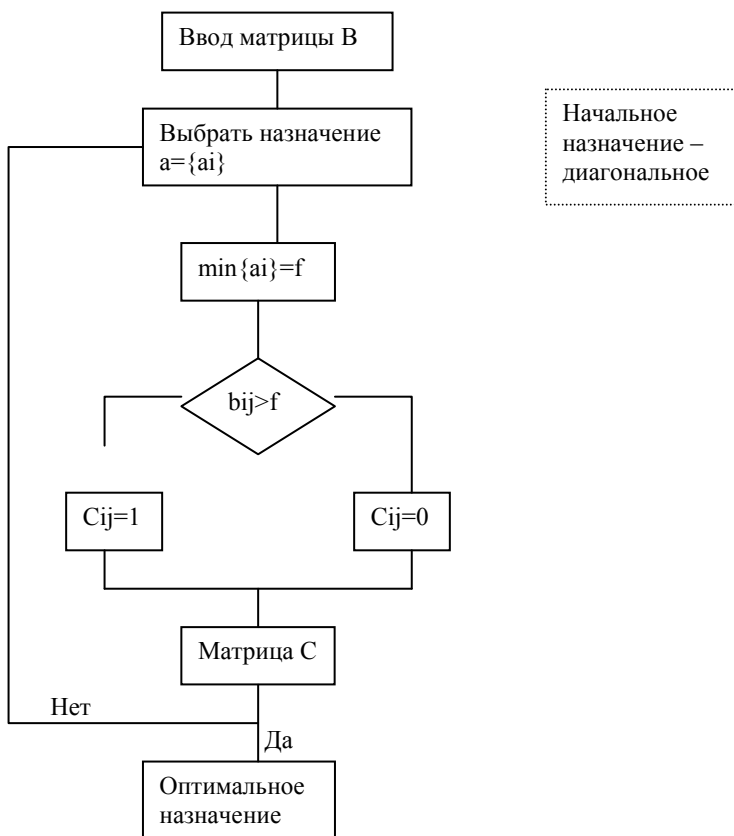 Ввод матрицы В
Выбрать назначение
a={ai}
Начальное
назначение –
диагональное
min{ai}=f
bij>f
Cij=1
Cij=0
Матрица С
Нет
Да
Оптимальное
назначение